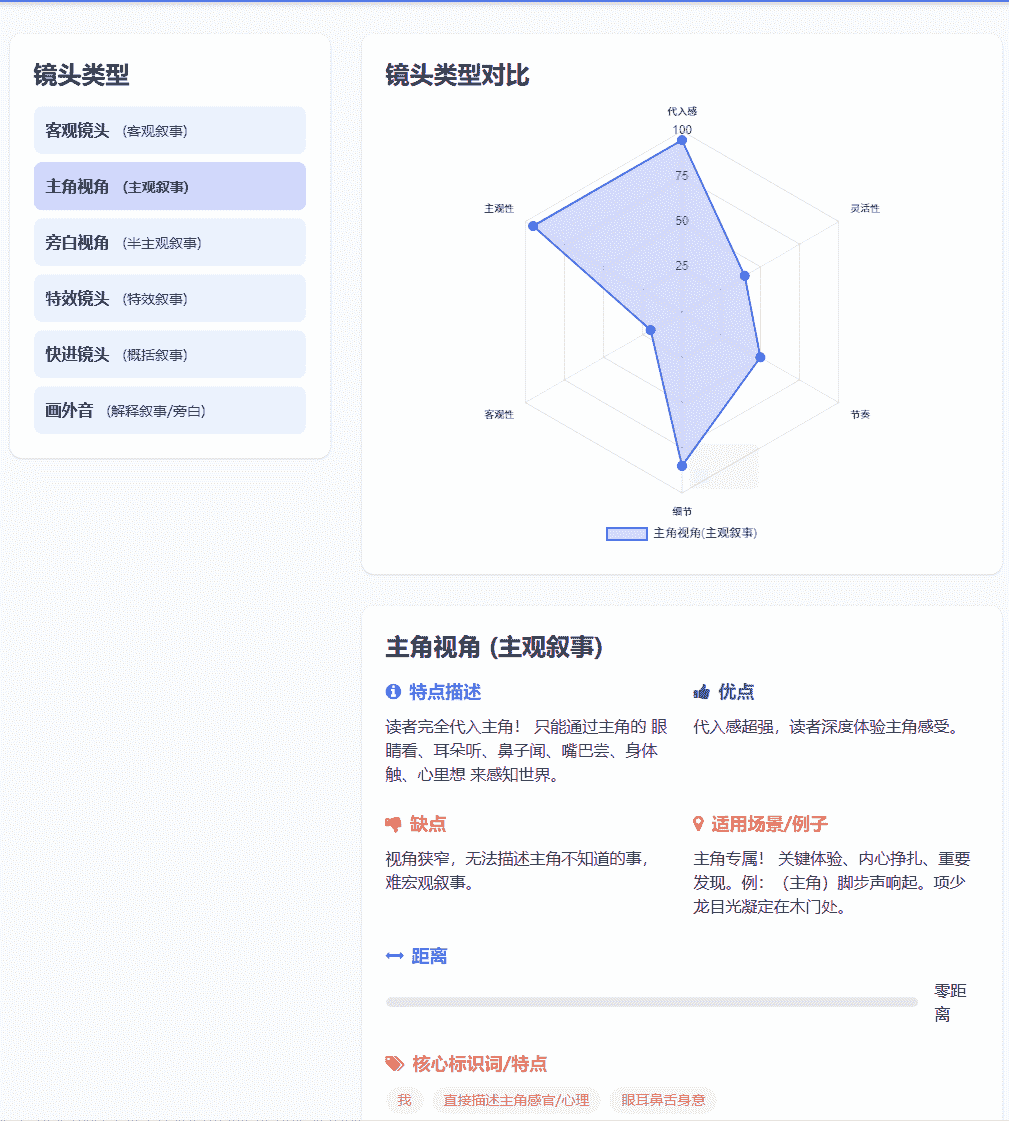 镜头类型
客观镜头 (客观叙事)
主角视角 (主观叙事)
旁白视角 (半主观叙事)
特效镜头 (特效叙事)
快进镜头 (概括叙事)
画外音 (解释叙事/旁白)
镜头类型对比
代入感
100
75
50
25
主观性
灵活性
客观性
节奏
细节
主角视角(主观叙事)
主角视角 (主观叙事)
特点描述
读者完全代入主角! 只能通过主角的 眼
睛看、耳朵听、鼻子闻、嘴巴尝、身体
触、心里想 来感知世界。
优点
代入感超强，读者深度体验主角感受。
缺点
视角狭窄，无法描述主角不知道的事，
难宏观叙事。
适用场景/例子
主角专属! 关键体验、内心挣扎、重要
发现。例：（主角）脚步声响起。项少
龙目光凝定在木门处。
距离
零距
离
核心标识词/特点
我
直接描述主角感官/心理
眼耳鼻舌身意